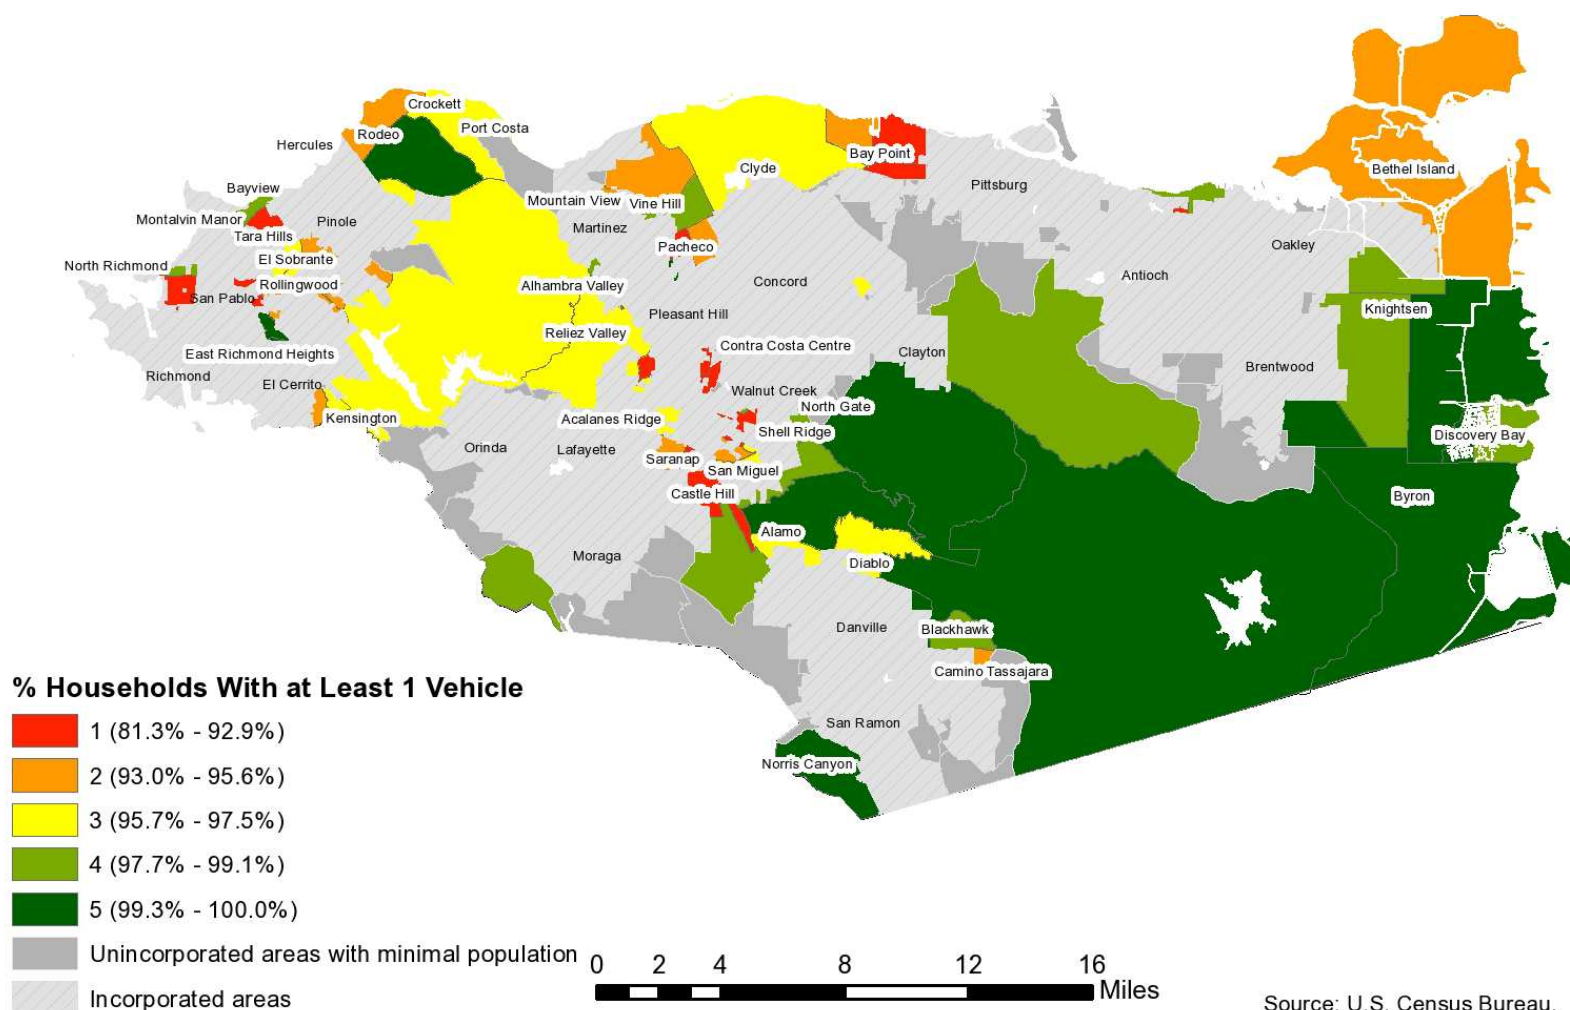 Crockett
Port Costa
Rodeo
Hercules
Bay Point
Clyde
Bethel Island
Pittsburg
Bayview
Mountain View
Vine Hill
Montalvin Manor
Pinole
Martinez
Tara Hills
Pacheco
Oakley
El Sobrante
North Richmond
Antioch
Concord
Rollingwood
Alhambra Valley
San Pablo
Knightsen
Pleasant Hill
Reliez Valley
Contra Costa Centre
East Richmond Heights
Clayton
Brentwood
Richmond
El Cerrito
Walnut Creek
North Gate
Kensington
Acalanes Ridge
Shell Ridge
Discovery Bay
Orinda
Lafayette
Saranap
San Miguel
Castle Hill
Byron
Alamo
Moraga
Diablo
Danville
Blackhawk
Camino Tassajara
San Ramon
Norris Canyon
% Households With at Least 1 Vehicle
1 (81.3% - 92.9%)
2 (93.0% - 95.6%)
3 (95.7% - 97.5%)
4 (97.7% - 99.1%)
5 (99.3% - 100.0%)
Unincorporated areas with minimal population
Incorporated areas
0 2 4 8 12 16
Miles
Source: U.S. Census Bureau.